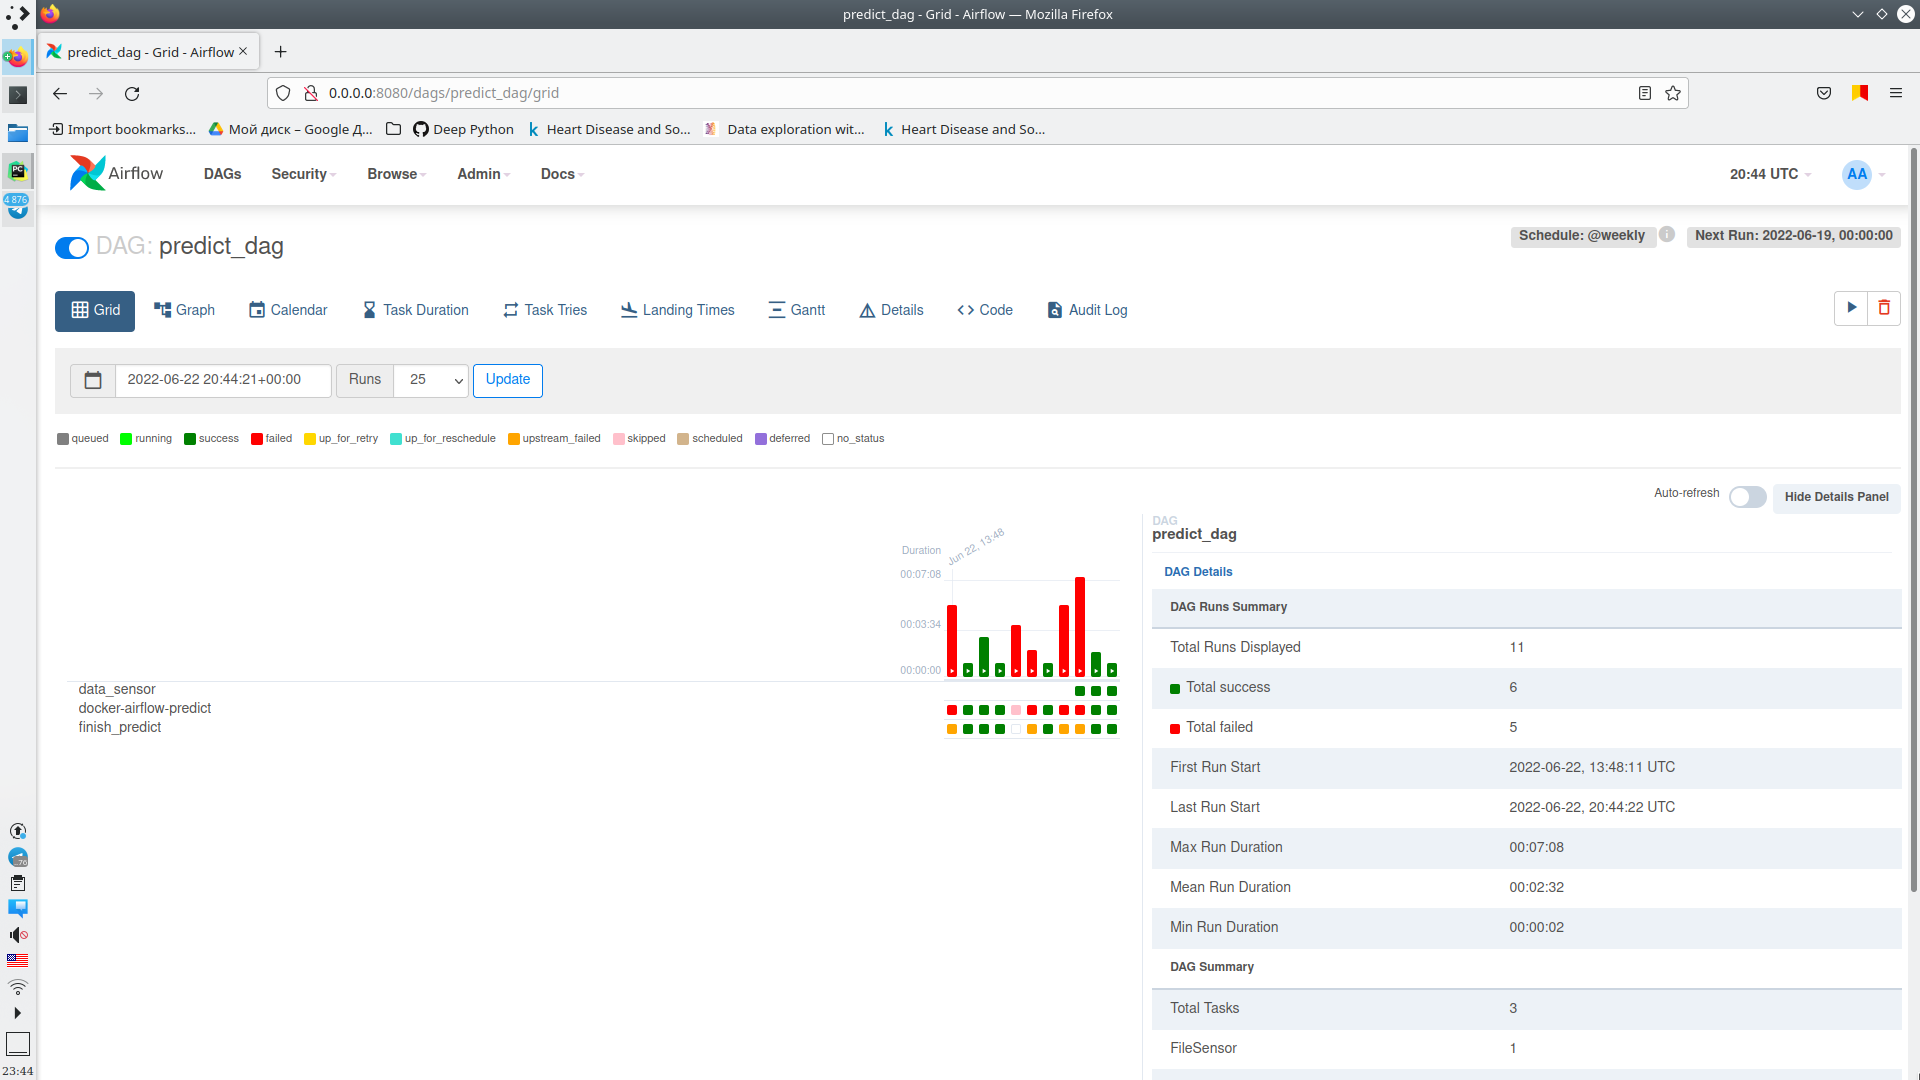 predict_dag - Grid - Airflow — Mozilla Firefox
predict_dag - Grid - Airflow
0.0.0.0:8080/dags/predict_dag/grid
Import bookmarks... Мой диск – Google Д... Deep Python Heart Disease and So... Data exploration wit... Heart Disease and So...
PC
4 876
Airflow DAGs Security Browse Admin Docs 20:44 UTC AA
DAG: predict_dag
Schedule: @weekly Next Run: 2022-06-19, 00:00:00
Grid Graph Calendar Task Duration Task Tries Landing Times Gantt Details Code Audit Log
2022-06-22 20:44:21+00:00 Runs 25 Update
queued running success failed up_for_retry up_for_reschedule upstream_failed skipped scheduled deferred no_status
Auto-refresh Hide Details Panel
Duration
Jun 22, 13:48
00:07:08
00:03:34
00:00:00
data_sensor
docker-airflow-predict
finish_predict
DAG
predict_dag
DAG Details
DAG Runs Summary
Total Runs Displayed 11
Total success 6
Total failed 5
First Run Start 2022-06-22, 13:48:11 UTC
Last Run Start 2022-06-22, 20:44:22 UTC
Max Run Duration 00:07:08
Mean Run Duration 00:02:32
Min Run Duration 00:00:02
DAG Summary
Total Tasks 3
FileSensor 1
23:44